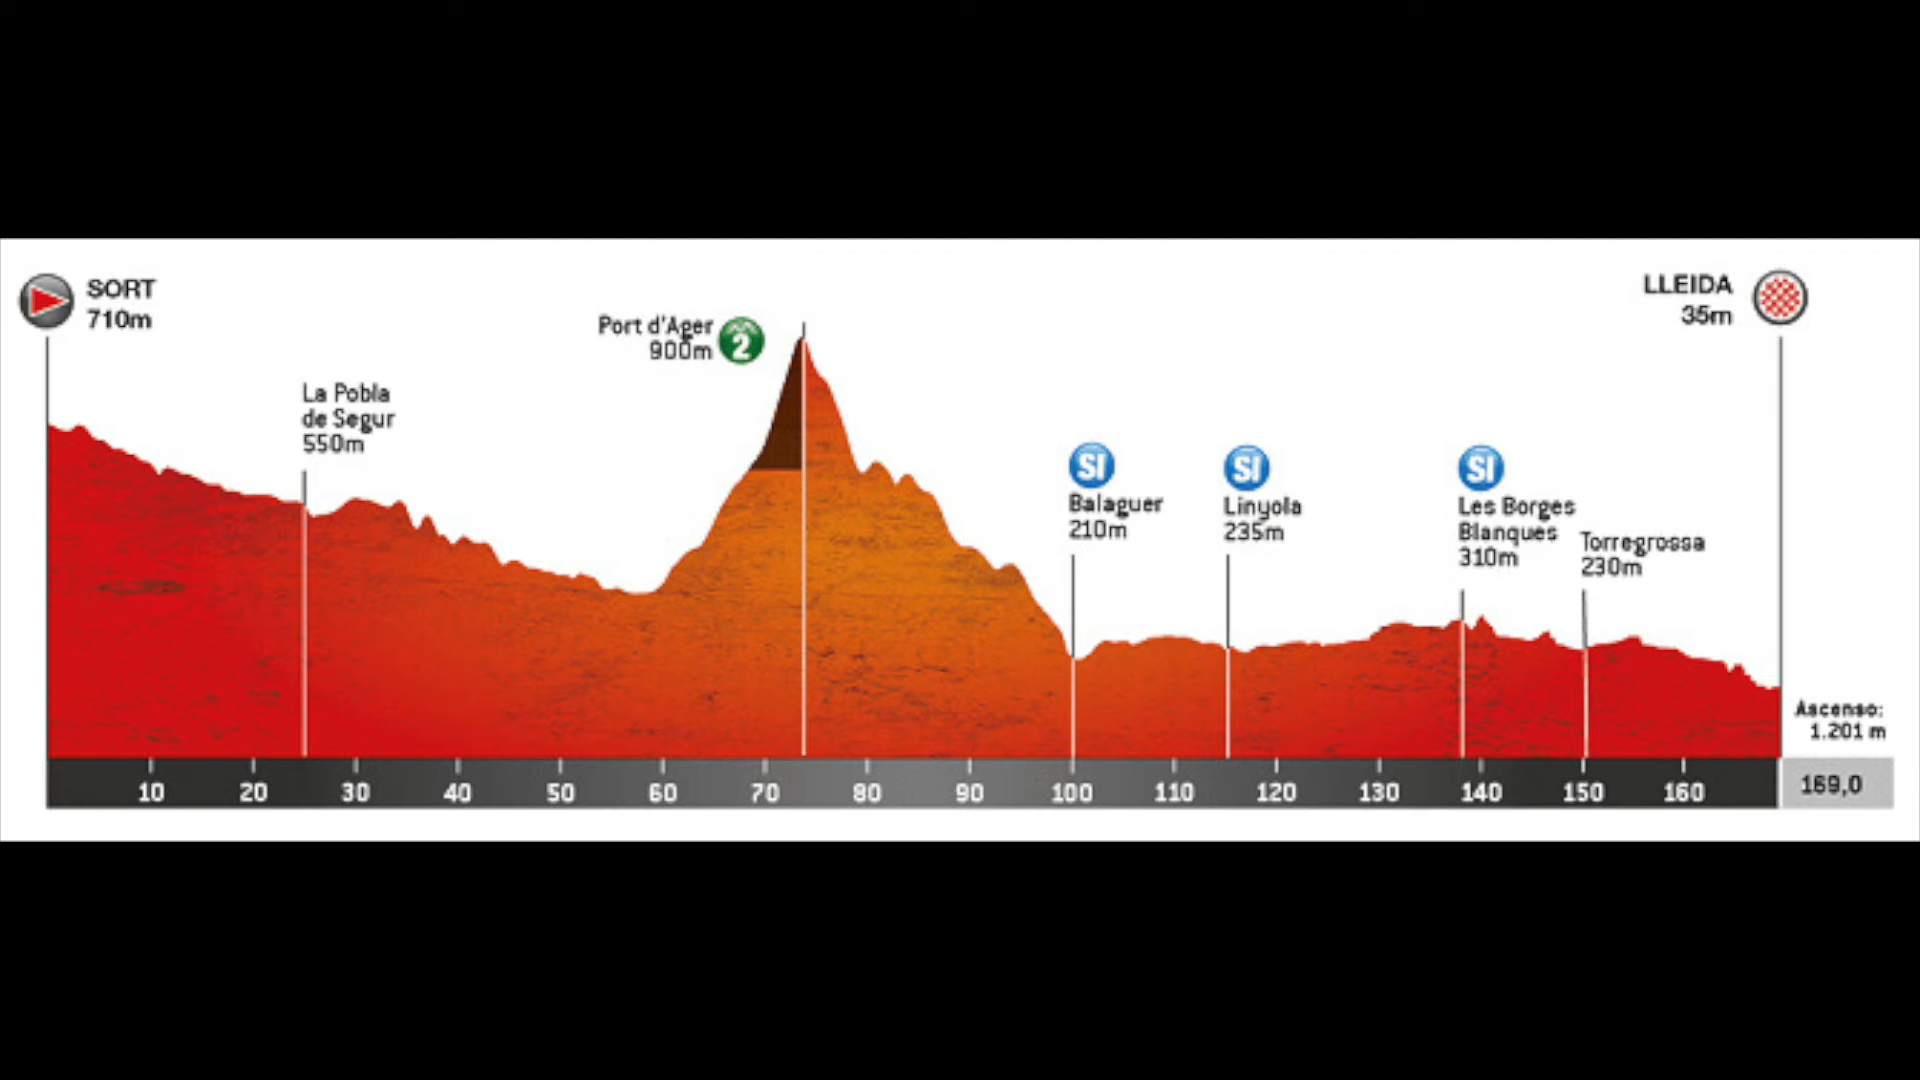 SORT
710m
La Pobla
de Segur
550m
Port d'Ager
900m
2
SI
Balaguer
210m
SI
Linyola
235m
SI
Les Borges
Blanques
310m
Torregrossa
230m
LLEIDA
35m
Ascenso:
1.201 m
10 20 30 40 50 60 70 80 90 100 110 120 130 140 150 160
169,0